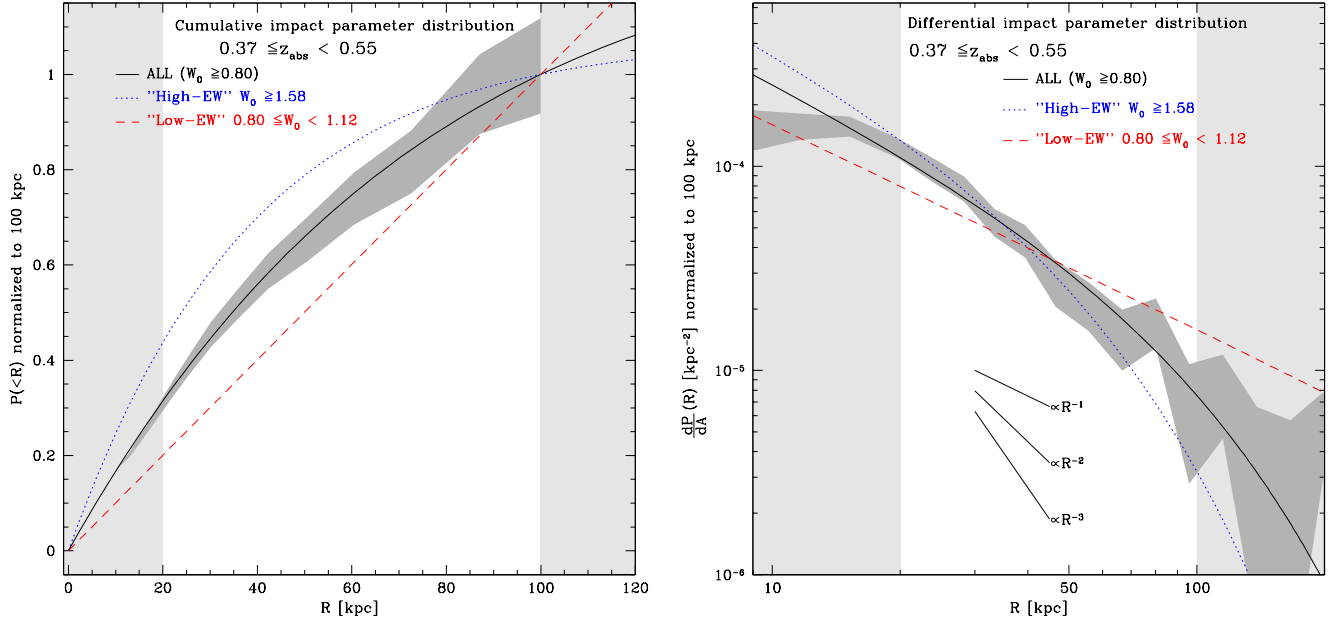 Cumulative impact parameter distribution
0.37 ≦z_abs < 0.55
ALL (W_0 ≧0.80)
"High-EW" W_0 ≧1.58
"Low-EW" 0.80 ≦W_0 < 1.12
P(<R) normalized to 100 kpc
1
0.8
0.6
0.4
0.2
0
0 20 40 60 80 100 120
R [kpc]
Differential impact parameter distribution
0.37 ≦z_abs < 0.55
ALL (W_0 ≧0.80)
"High-EW" W_0 ≧1.58
"Low-EW" 0.80 ≦W_0 < 1.12
dP/dA (R) [kpc⁻²] normalized to 100 kpc
10⁻⁴
10⁻⁵
10⁻⁶
∝R⁻¹
∝R⁻²
∝R⁻³
10 50 100
R [kpc]